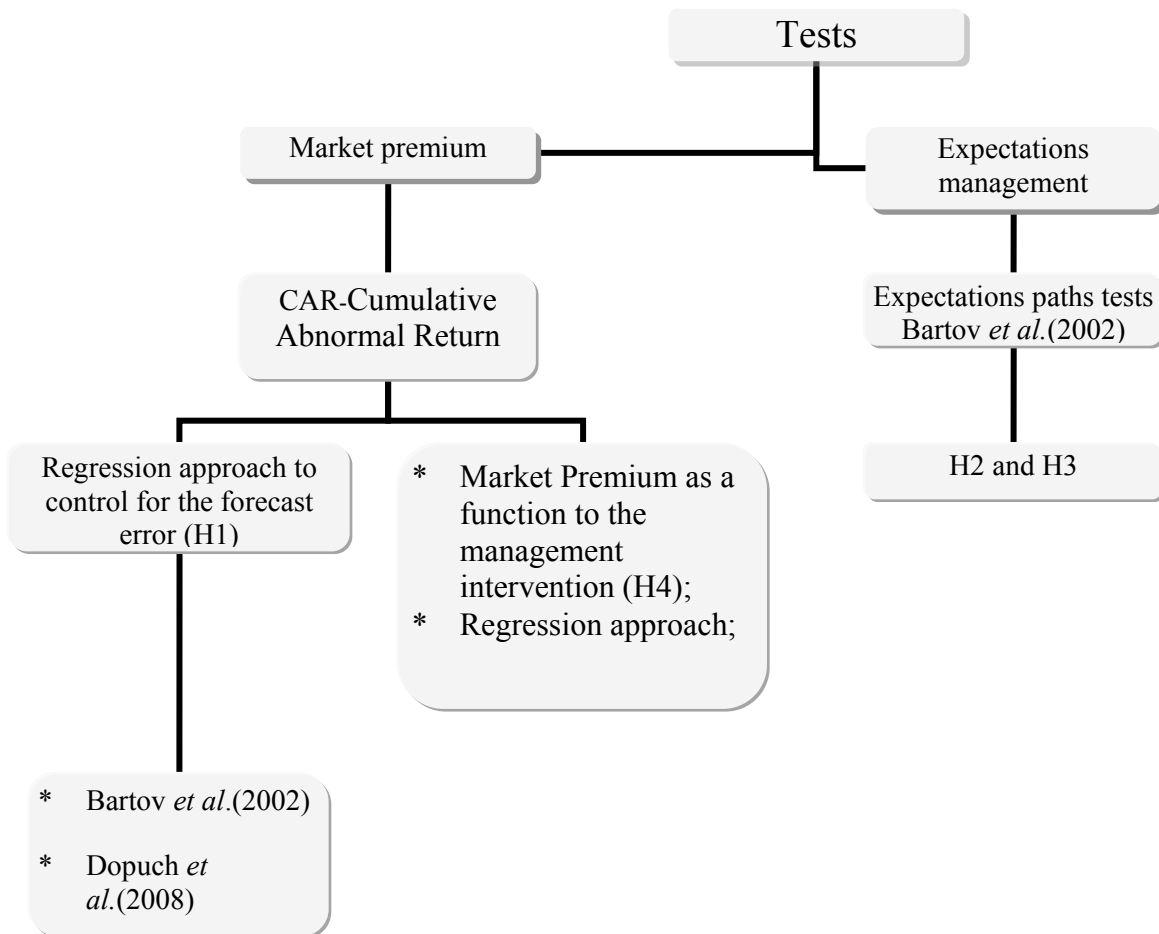 Tests
Market premium
Expectations
management
CAR-Cumulative
Abnormal Return
Expectations paths tests
Bartov et al.(2002)
Regression approach to
control for the forecast
error (H1)
* Market Premium as a
function to the
management
intervention (H4);
* Regression approach;
H2 and H3
* Bartov et al.(2002)
* Dopuch et
al.(2008)